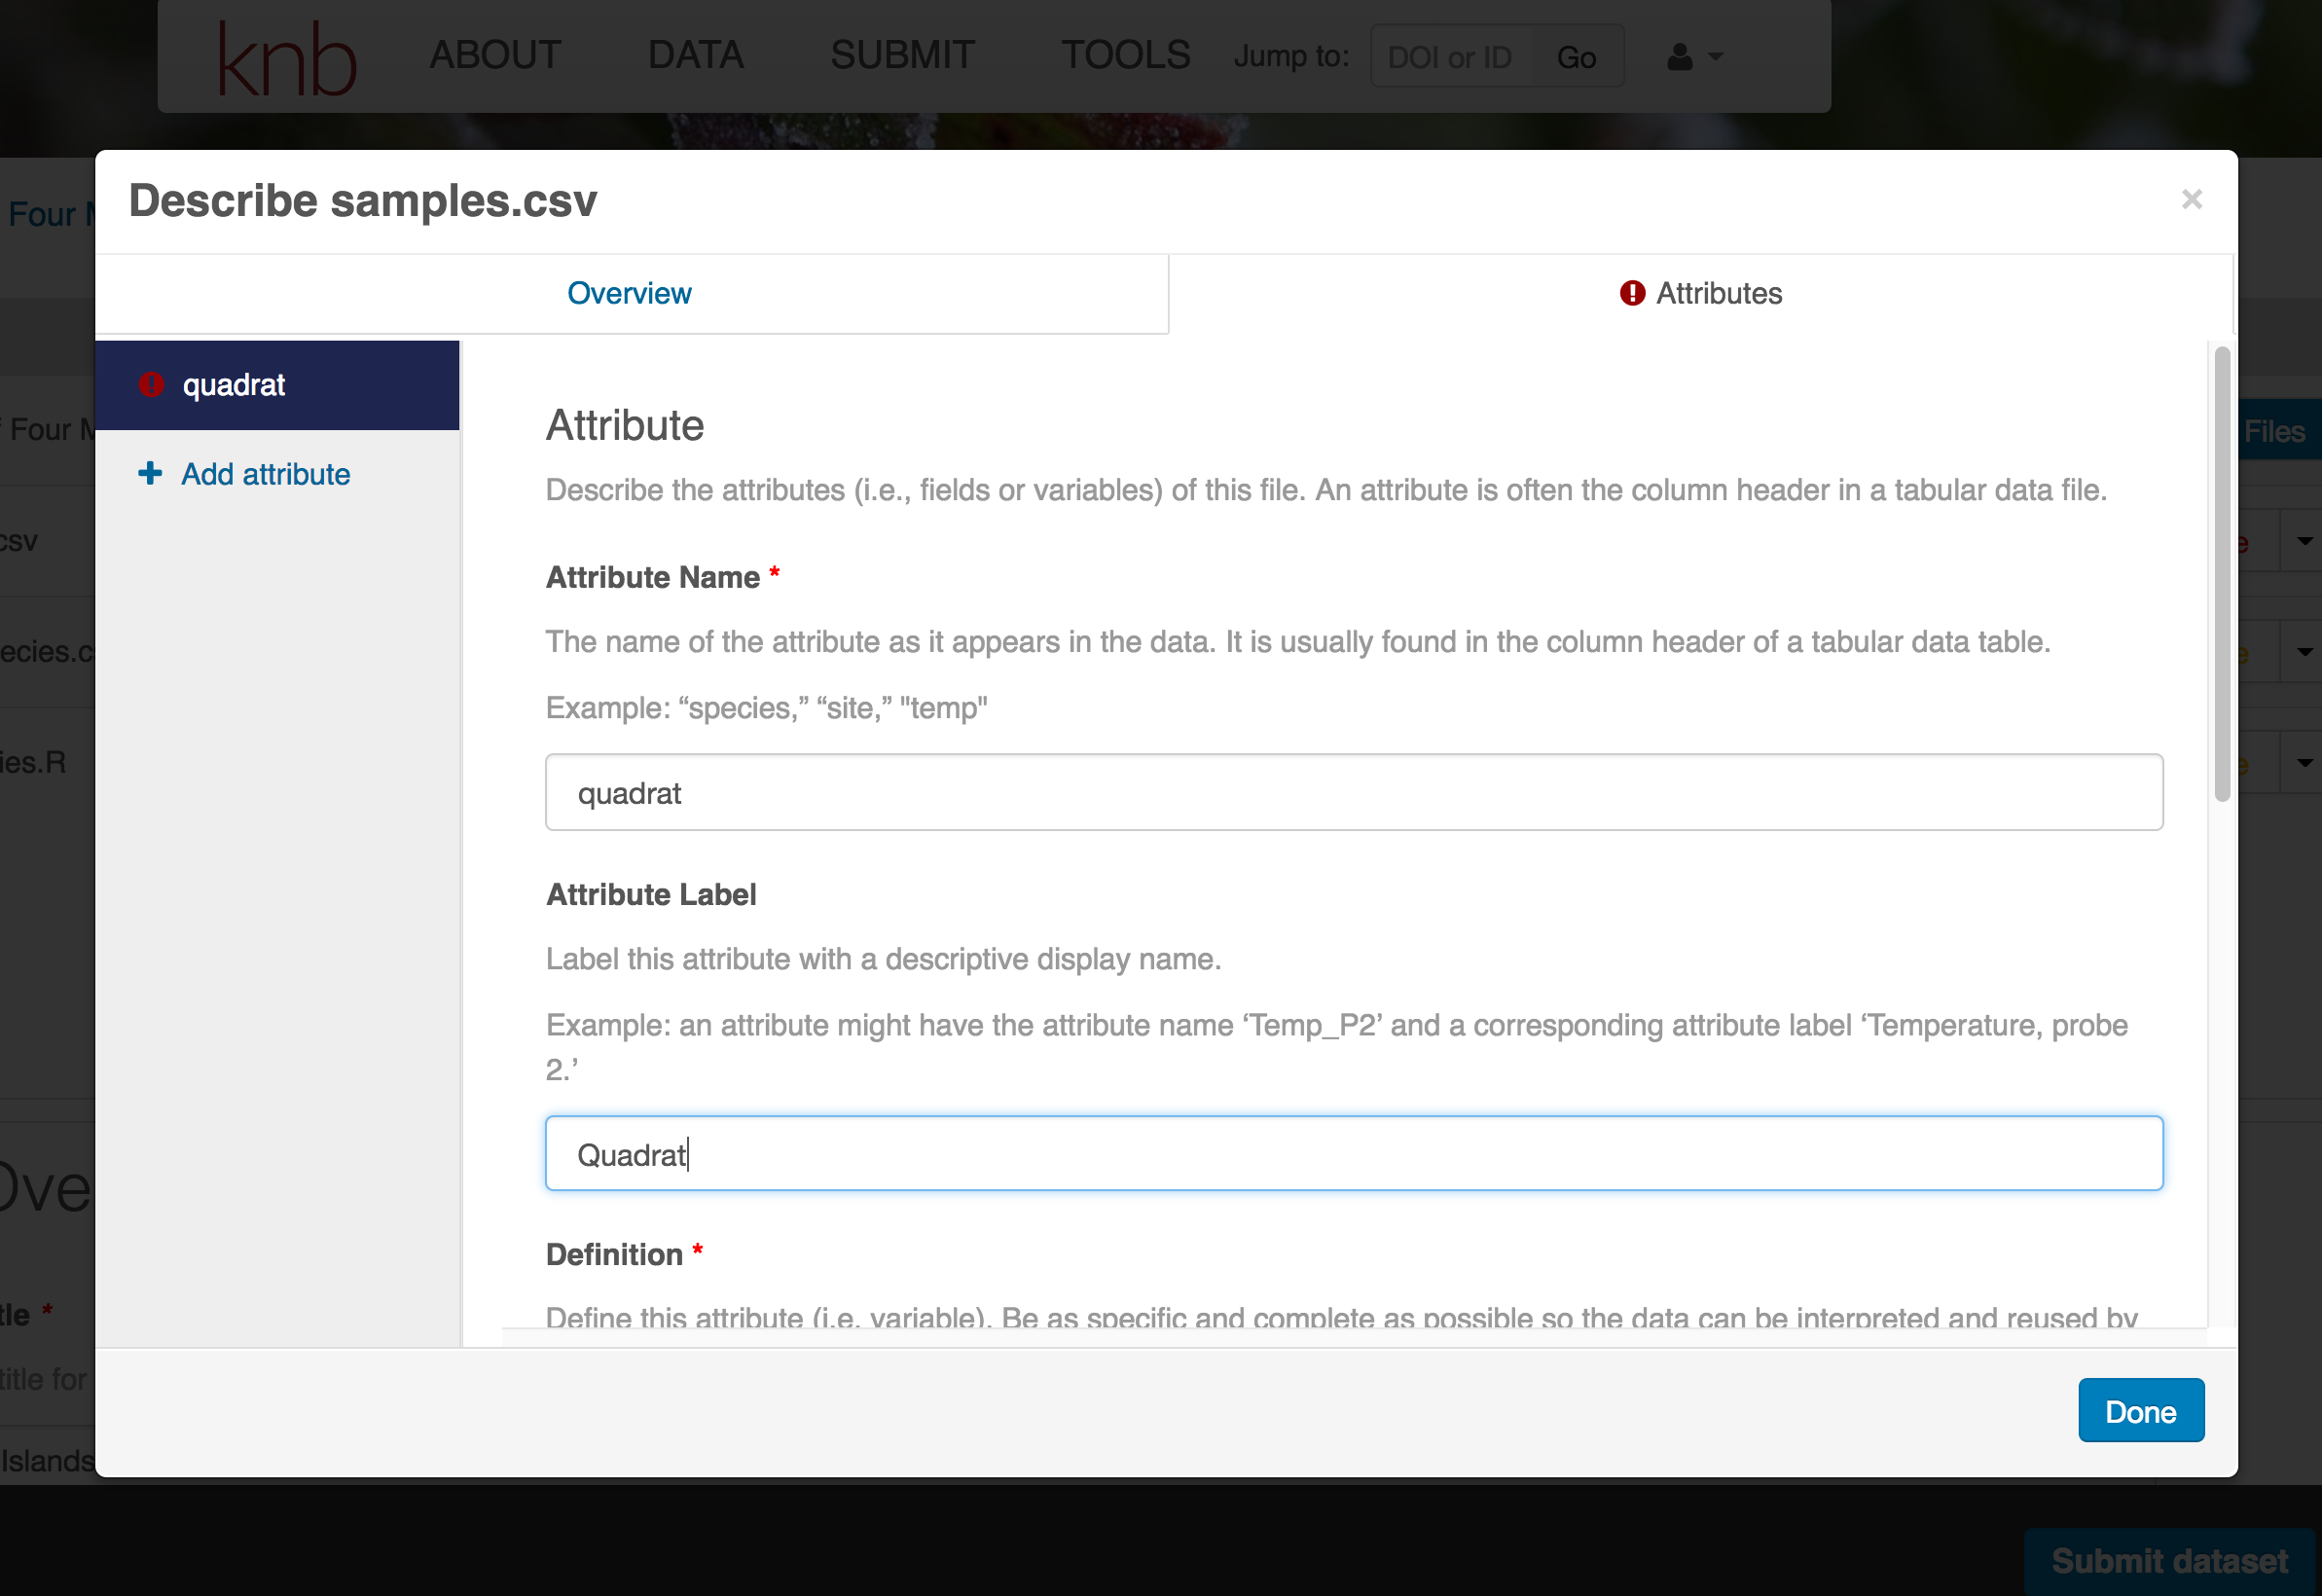 knb
ABOUT
DATA
SUBMIT
TOOLS
Jump to:
DOI or ID
Go
Describe samples.csv
×
Four
Overview
Attributes
quadrat
Add attribute
Four
Files
csv
ies.R
Attribute
Describe the attributes (i.e., fields or variables) of this file. An attribute is often the column header in a tabular data file.
Attribute Name *
The name of the attribute as it appears in the data. It is usually found in the column header of a tabular data table.
Example: “species,” “site,” "temp"
quadrat
Attribute Label
Label this attribute with a descriptive display name.
Example: an attribute might have the attribute name ‘Temp_P2’ and a corresponding attribute label ‘Temperature, probe
2.’
Quadrat
Definition *
Define this attribute (i.e. variable). Be as specific and complete as possible so the data can be interpreted and reused by
title for
Islands
Done
Submit dataset